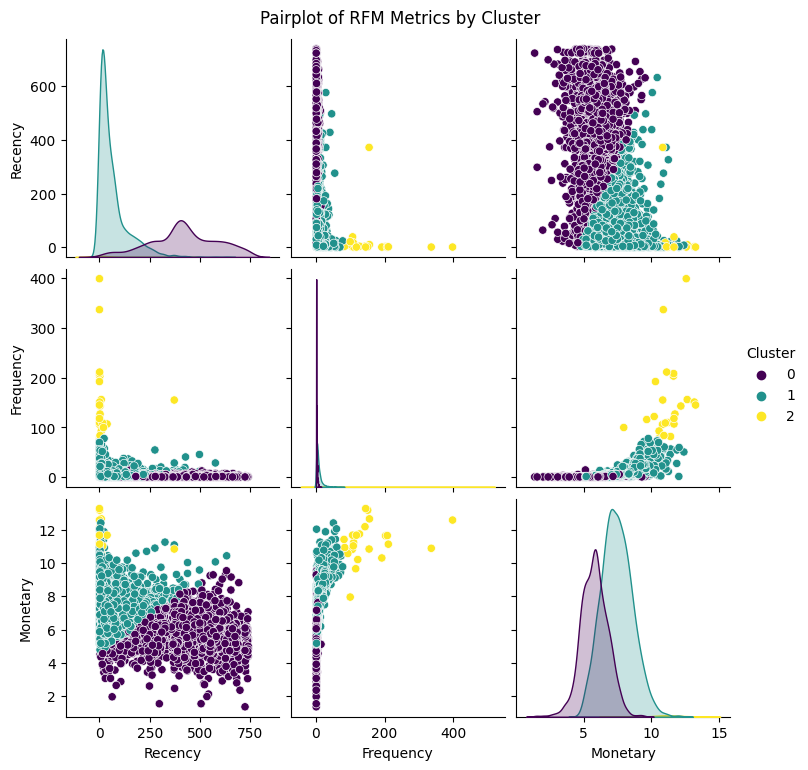 Pairplot of RFM Metrics by Cluster
Recency
600
400
200
0
Frequency
400
300
200
100
0
Cluster
0
1
2
Monetary
12
10
8
6
4
2
0 250 500 750
0 200 400
5 10 15
Recency Frequency Monetary